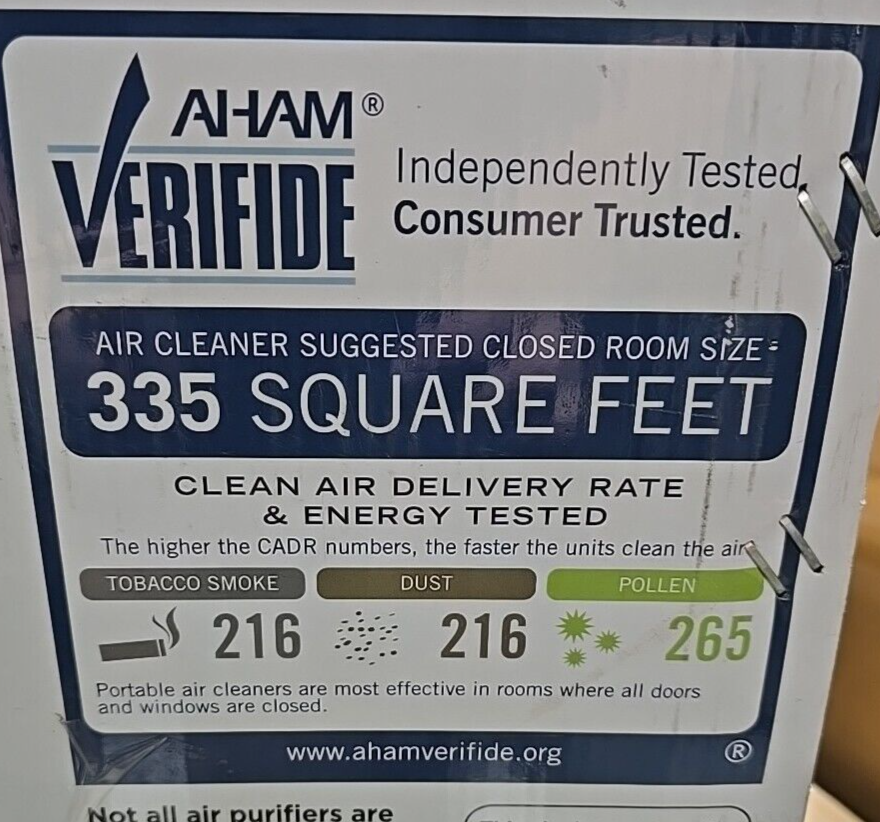 AHAM®
VERIFIDE
Independently Tested.
Consumer Trusted.
AIR CLEANER SUGGESTED CLOSED ROOM SIZE
335 SQUARE FEET
CLEAN AIR DELIVERY RATE
& ENERGY TESTED
The higher the CADR numbers, the faster the units clean the air
TOBACCO SMOKE DUST POLLEN
216 216 265
Portable air cleaners are most effective in rooms where all doors
and windows are closed.
www.ahamverifide.org ®
Not all air purifiers are